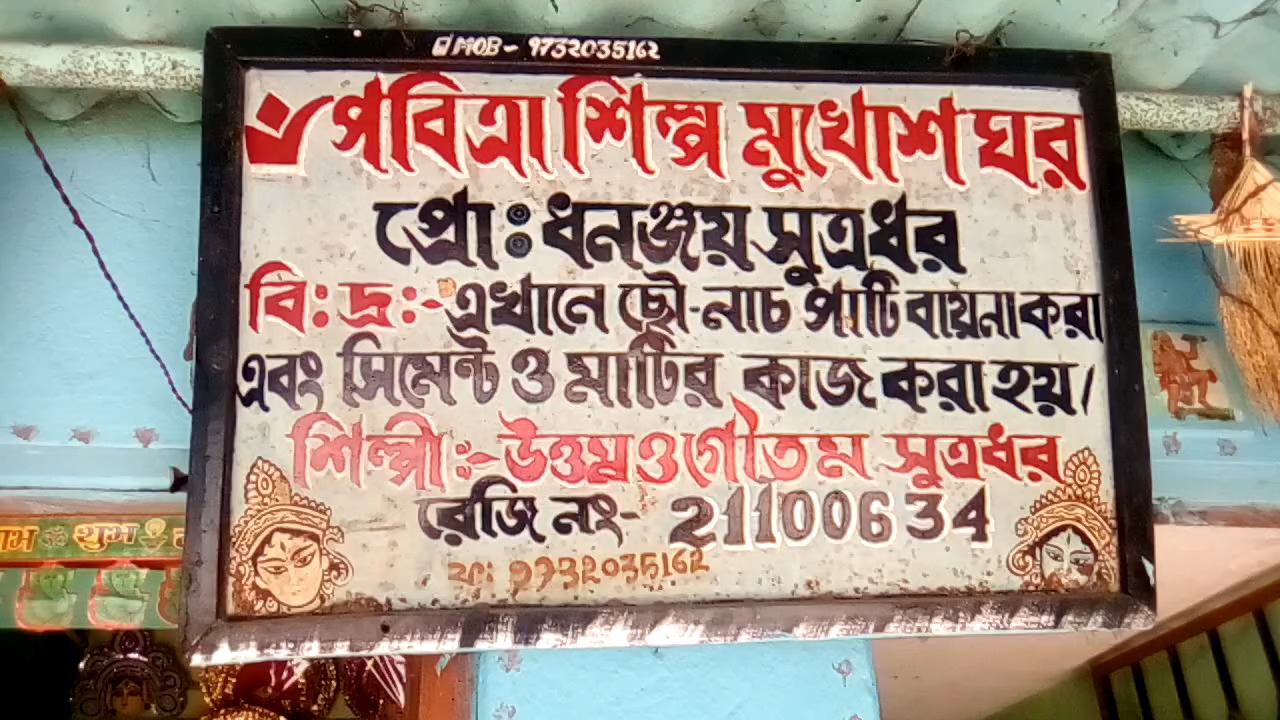 MOB- 9732035162
পবিত্রা শিল্প মুখোশ ঘর
প্রোঃ ধনঞ্জয় সুত্রধর
বিঃ দ্রঃ- এখানে ছৌ-নাচ পার্টি বায়না করা
এবং সিমেন্ট ও মাটির কাজ করা হয়।
শিল্পী:- উত্তম ও গৌতম সুত্রধর
রেজি নং- 21100634
9732035162
शुभ